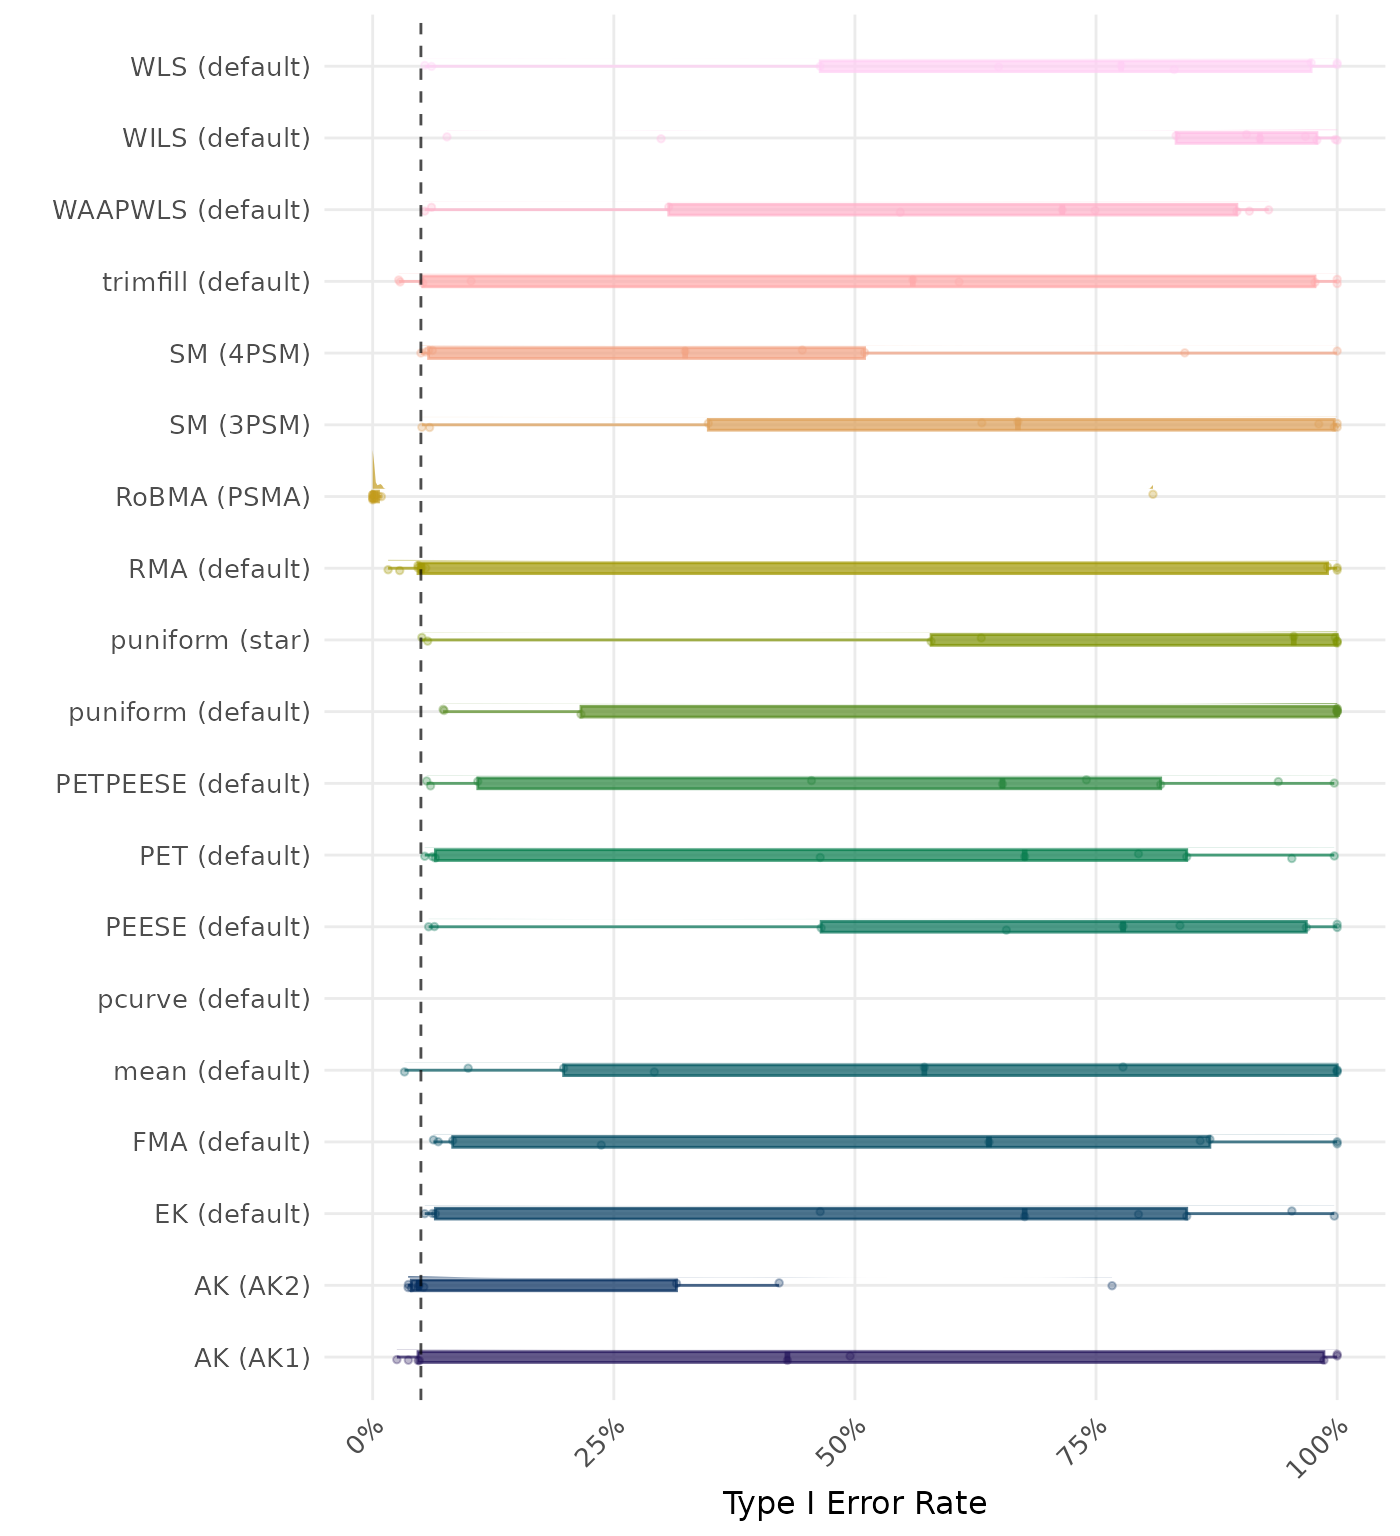 WLS (default)
WILS (default)
WAAPWLS (default)
trimfill (default)
SM (4PSM)
SM (3PSM)
RoBMA (PSMA)
RMA (default)
puniform (star)
puniform (default)
PETPEESE (default)
PET (default)
PEESE (default)
pcurve (default)
mean (default)
FMA (default)
EK (default)
AK (AK2)
AK (AK1)
0% 25% 50% 75% 100%
Type I Error Rate